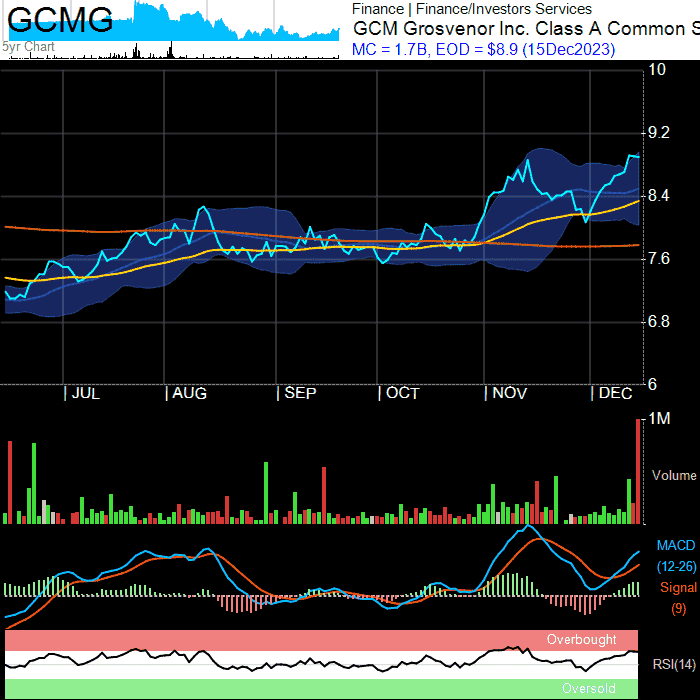 GCMG
5yr Chart
Finance | Finance/Investors Services
GCM Grosvenor Inc. Class A Common S
MC = 1.7B, EOD = $8.9 (15Dec2023)
10
9.2
8.4
7.6
6.8
6
| JUL | AUG | SEP | OCT | NOV | DEC
1M
Volume
MACD
(12-26)
Signal
(9)
Overbought
RSI(14)
Oversold